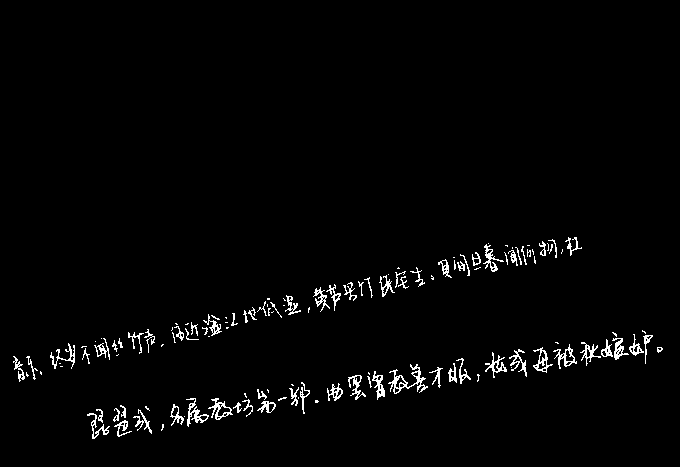 音乐，终岁不闻丝竹声。住近湓江地低湿，黄芦苦竹绕宅生。其间旦暮闻何物，杜
琵琶成，名属教坊第一部。曲罢曾教善才服，妆成每被秋娘妒。